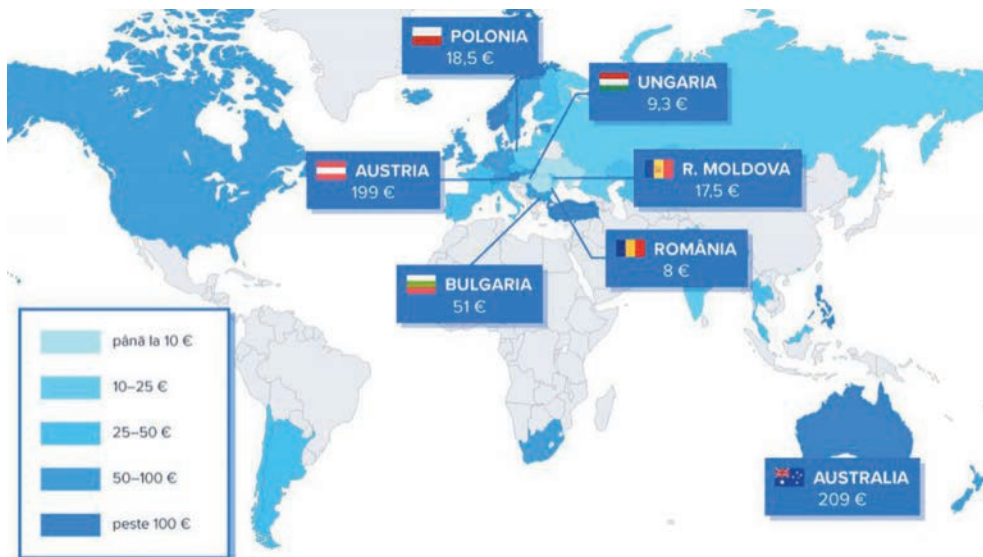 POLONIA
18,5 €
UNGARIA
9,3 €
AUSTRIA
199 €
R. MOLDOVA
17,5 €
ROMÂNIA
8 €
BULGARIA
51 €
până la 10 €
10–25 €
25–50 €
50–100 €
peste 100 €
AUSTRALIA
209 €